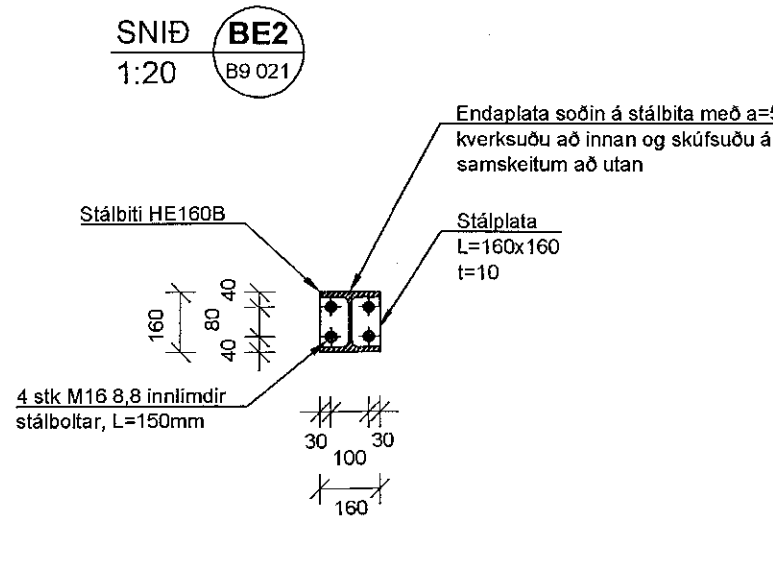 SNIÐ BE2
1:20 B9 021
Endaplata soðin á stálbita með a=5
kverksuðu að innan og skúfsuðu á
samskeitum að utan
Stálbiti HE160B
Stálplata
L=160x160
t=10
40
160
80
40
4 stk M16 8,8 innlímdir
stálboltar, L=150mm
30 30
100
160